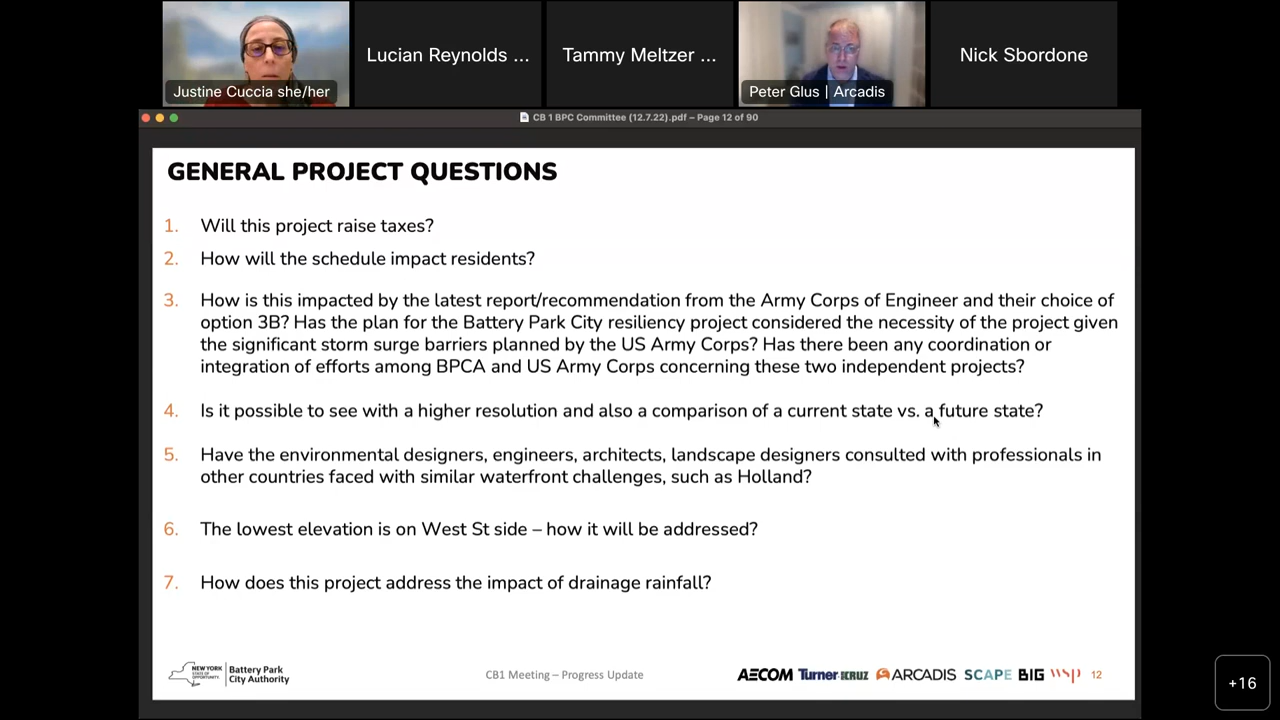 Justine Cuccia she/her
Lucian Reynolds ...
Tammy Meltzer ...
Peter Glus | Arcadis
Nick Sbordone
CB 1 BPC Committee (12.7.22).pdf – Page 12 of 90
GENERAL PROJECT QUESTIONS
1. Will this project raise taxes?
2. How will the schedule impact residents?
3. How is this impacted by the latest report/recommendation from the Army Corps of Engineer and their choice of
option 3B? Has the plan for the Battery Park City resiliency project considered the necessity of the project given
the significant storm surge barriers planned by the US Army Corps? Has there been any coordination or
integration of efforts among BPCA and US Army Corps concerning these two independent projects?
4. Is it possible to see with a higher resolution and also a comparison of a current state vs. a future state?
5. Have the environmental designers, engineers, architects, landscape designers consulted with professionals in
other countries faced with similar waterfront challenges, such as Holland?
6. The lowest elevation is on West St side – how it will be addressed?
7. How does this project address the impact of drainage rainfall?
NEW YORK
STATE OF
OPPORTUNITY
Battery Park
City Authority
CB1 Meeting – Progress Update
AECOM Turner KRUZ ARCADIS SCAPE BIG wsp 12
+16